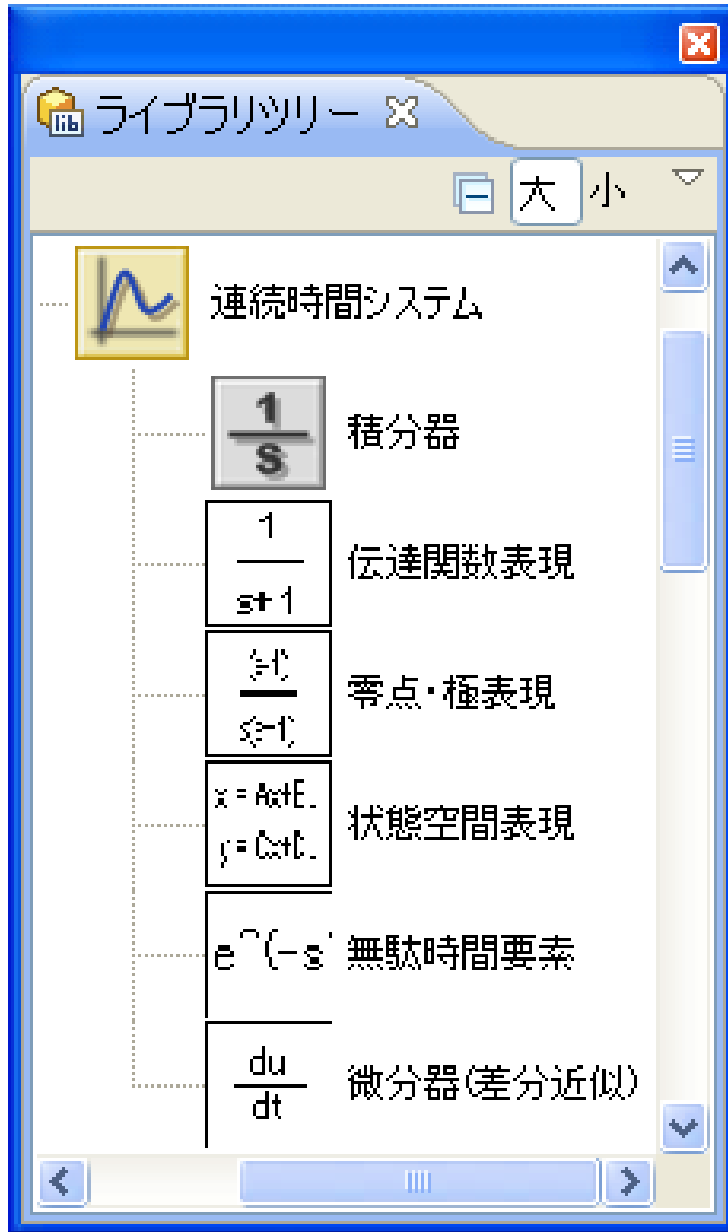 lib ライブラリツリー
大 小
連続時間システム
1
s
積分器
1
s+1
伝達関数表現
零点・極表現
状態空間表現
e^(-s
無駄時間要素
du
dt
微分器(差分近似)